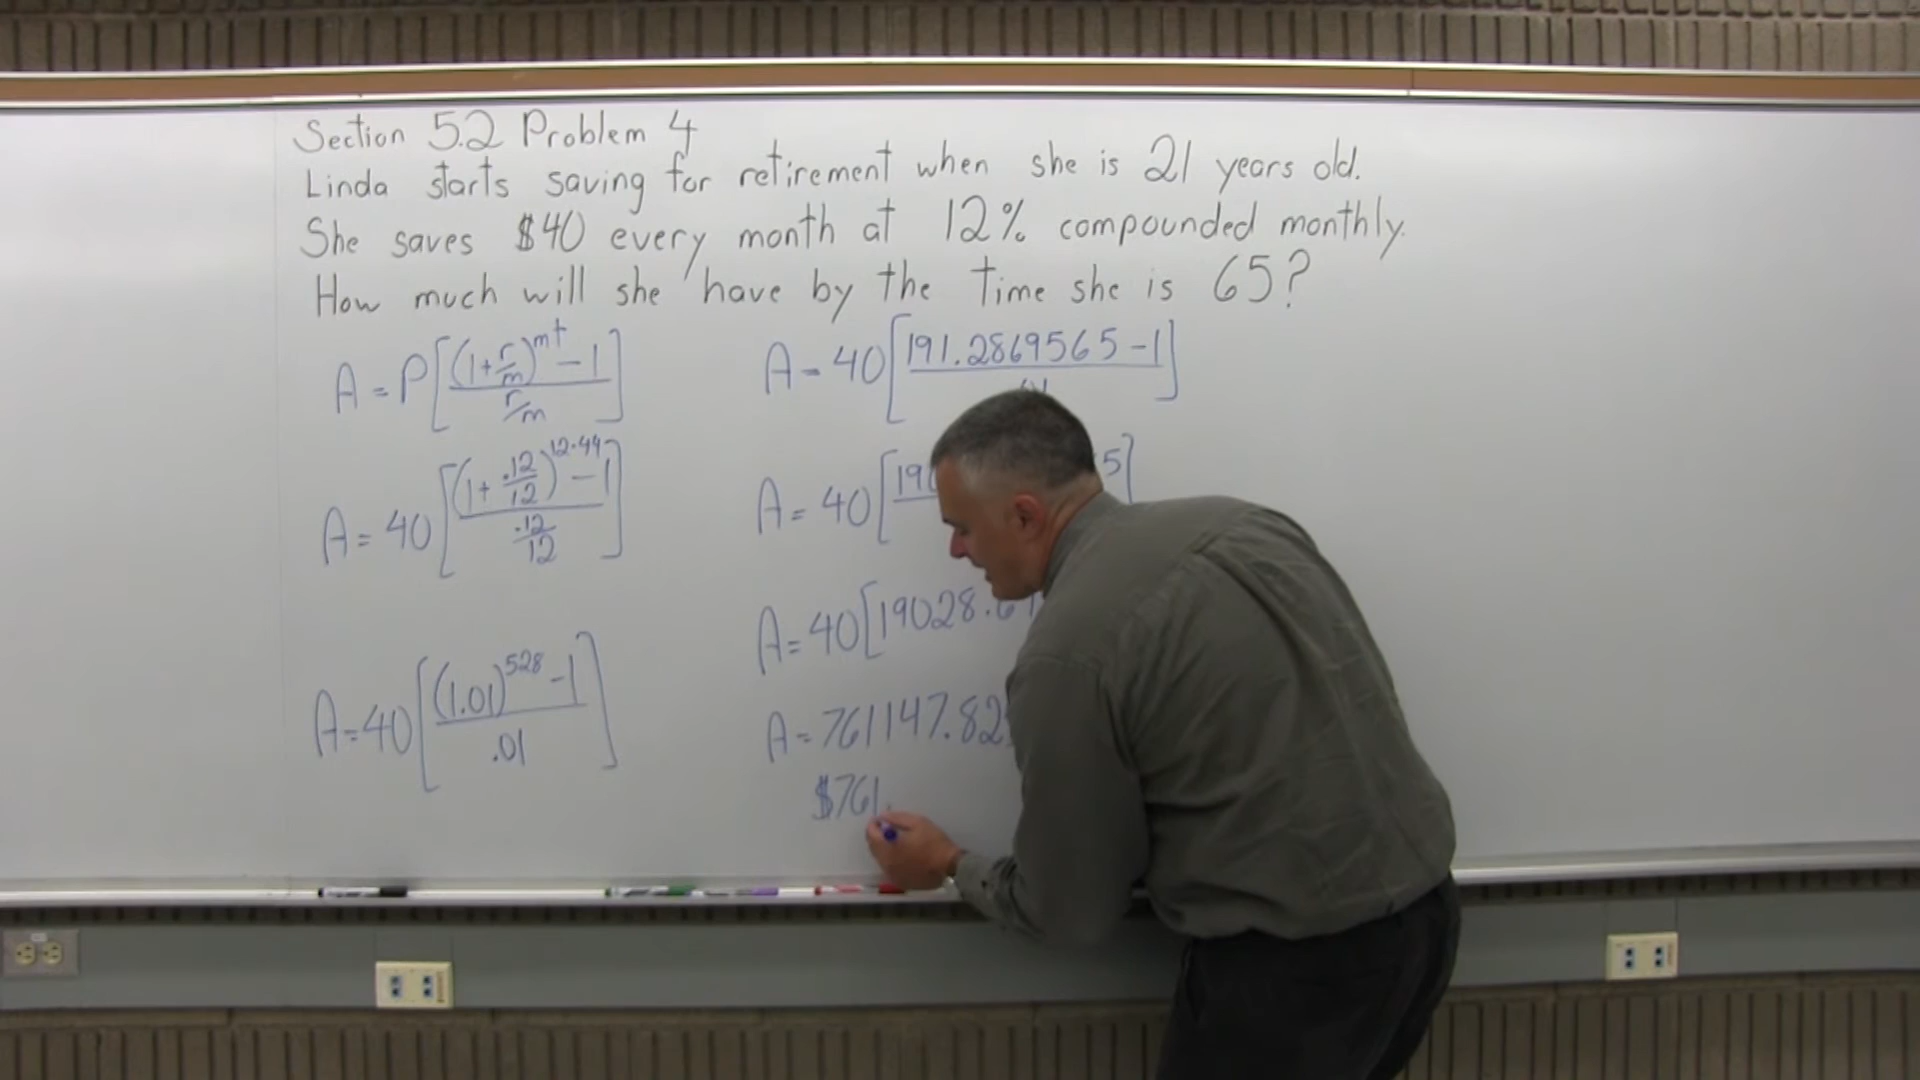 Section 5.2 Problem 4
Linda starts saving for retirement when she is 21 years old.
She saves $40 every month at 12% compounded monthly.
How much will she have by the time she is 65?
A = P[((1+r/m)^mt - 1)/(r/m)]
A = 40[((1+.12/12)^12·44 - 1)/(.12/12)]
A = 40[((1.01)^528 - 1)/.01]
A = 40[(191.2869565 - 1)/
A = 40[
A = 40[19028.
A = 761147.82
$761